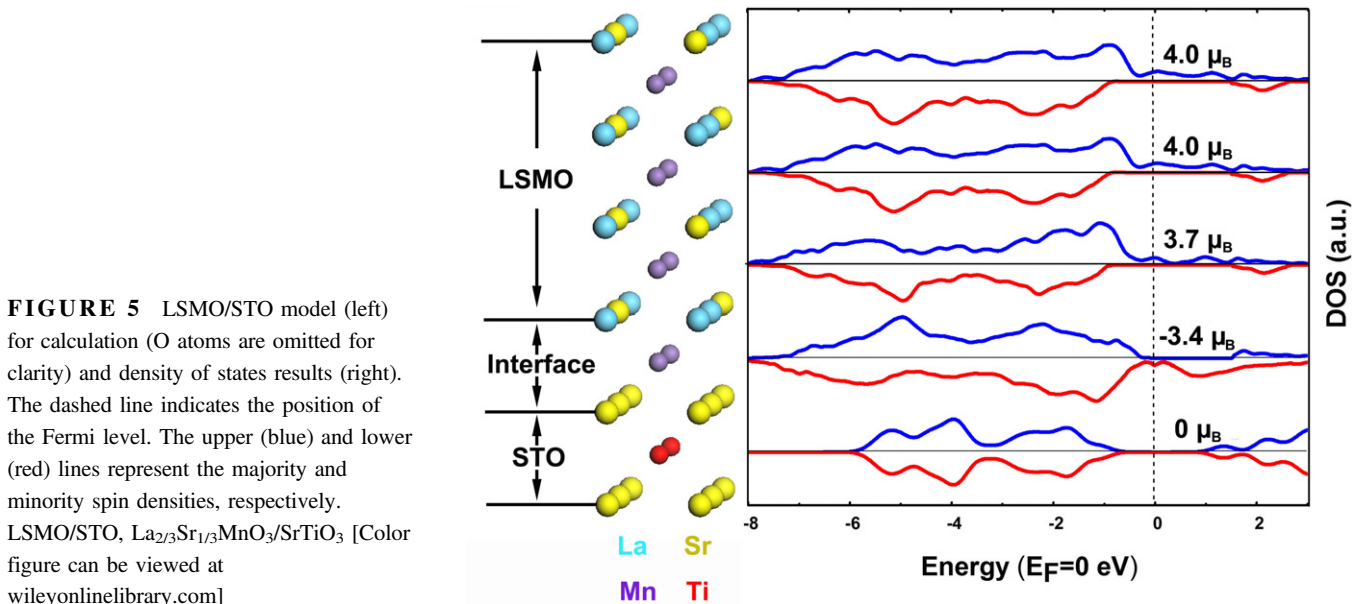 FIGURE 5 LSMO/STO model (left)
for calculation (O atoms are omitted for
clarity) and density of states results (right).
The dashed line indicates the position of
the Fermi level. The upper (blue) and lower
(red) lines represent the majority and
minority spin densities, respectively.
LSMO/STO, La2/3Sr1/3MnO3/SrTiO3 [Color
figure can be viewed at
wileyonlinelibrary.com]
LSMO
Interface
STO
La Sr
Mn Ti
4.0 μB
4.0 μB
3.7 μB
-3.4 μB
0 μB
-8 -6 -4 -2 0 2
Energy (EF=0 eV)
DOS (a.u.)